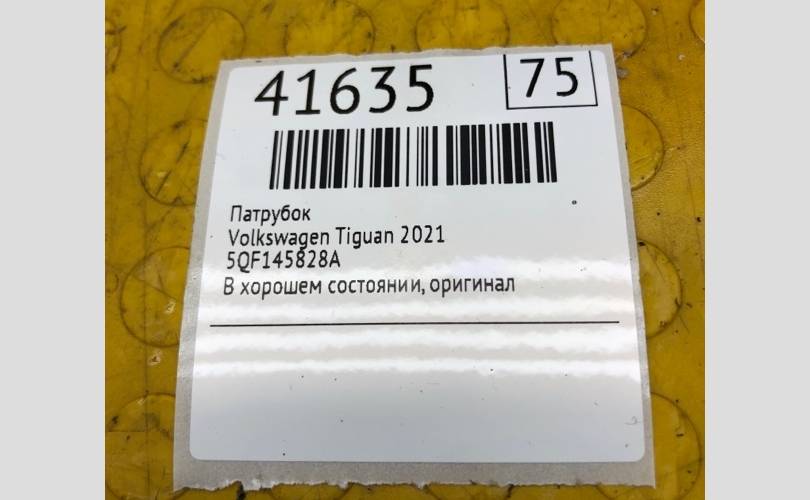 41635 75
Патрубок
Volkswagen Tiguan 2021
5QF145828A
В хорошем состоянии, оригинал